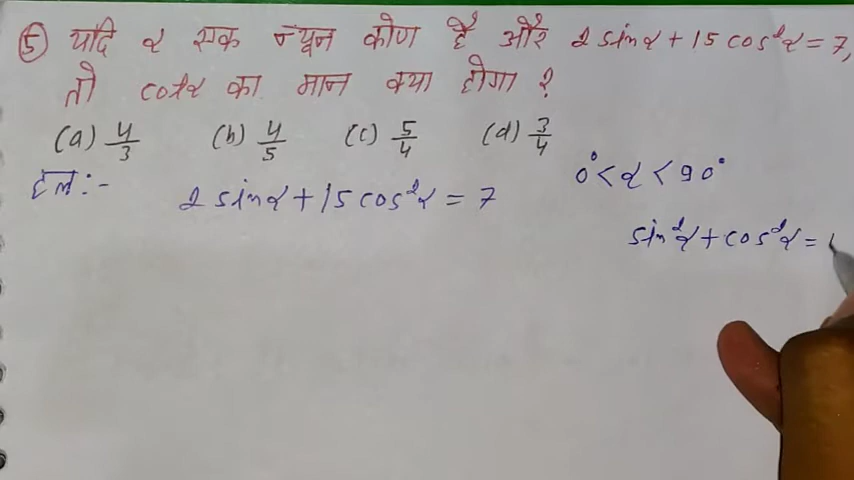 ⑤ यदि α एक न्यून कोण है और 2 sinα + 15 cos²α = 7,
तो cotα का मान क्या होगा ?
(a) 4/3 (b) 4/5 (c) 5/4 (d) 3/4
हल :-
2 sinα + 15 cos²α = 7
0° < α < 90°
sin²α + cos²α = 1